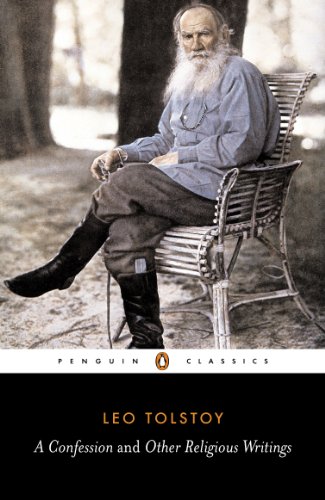 PENGUIN CLASSICS
LEO TOLSTOY
A Confession and Other Religious Writings